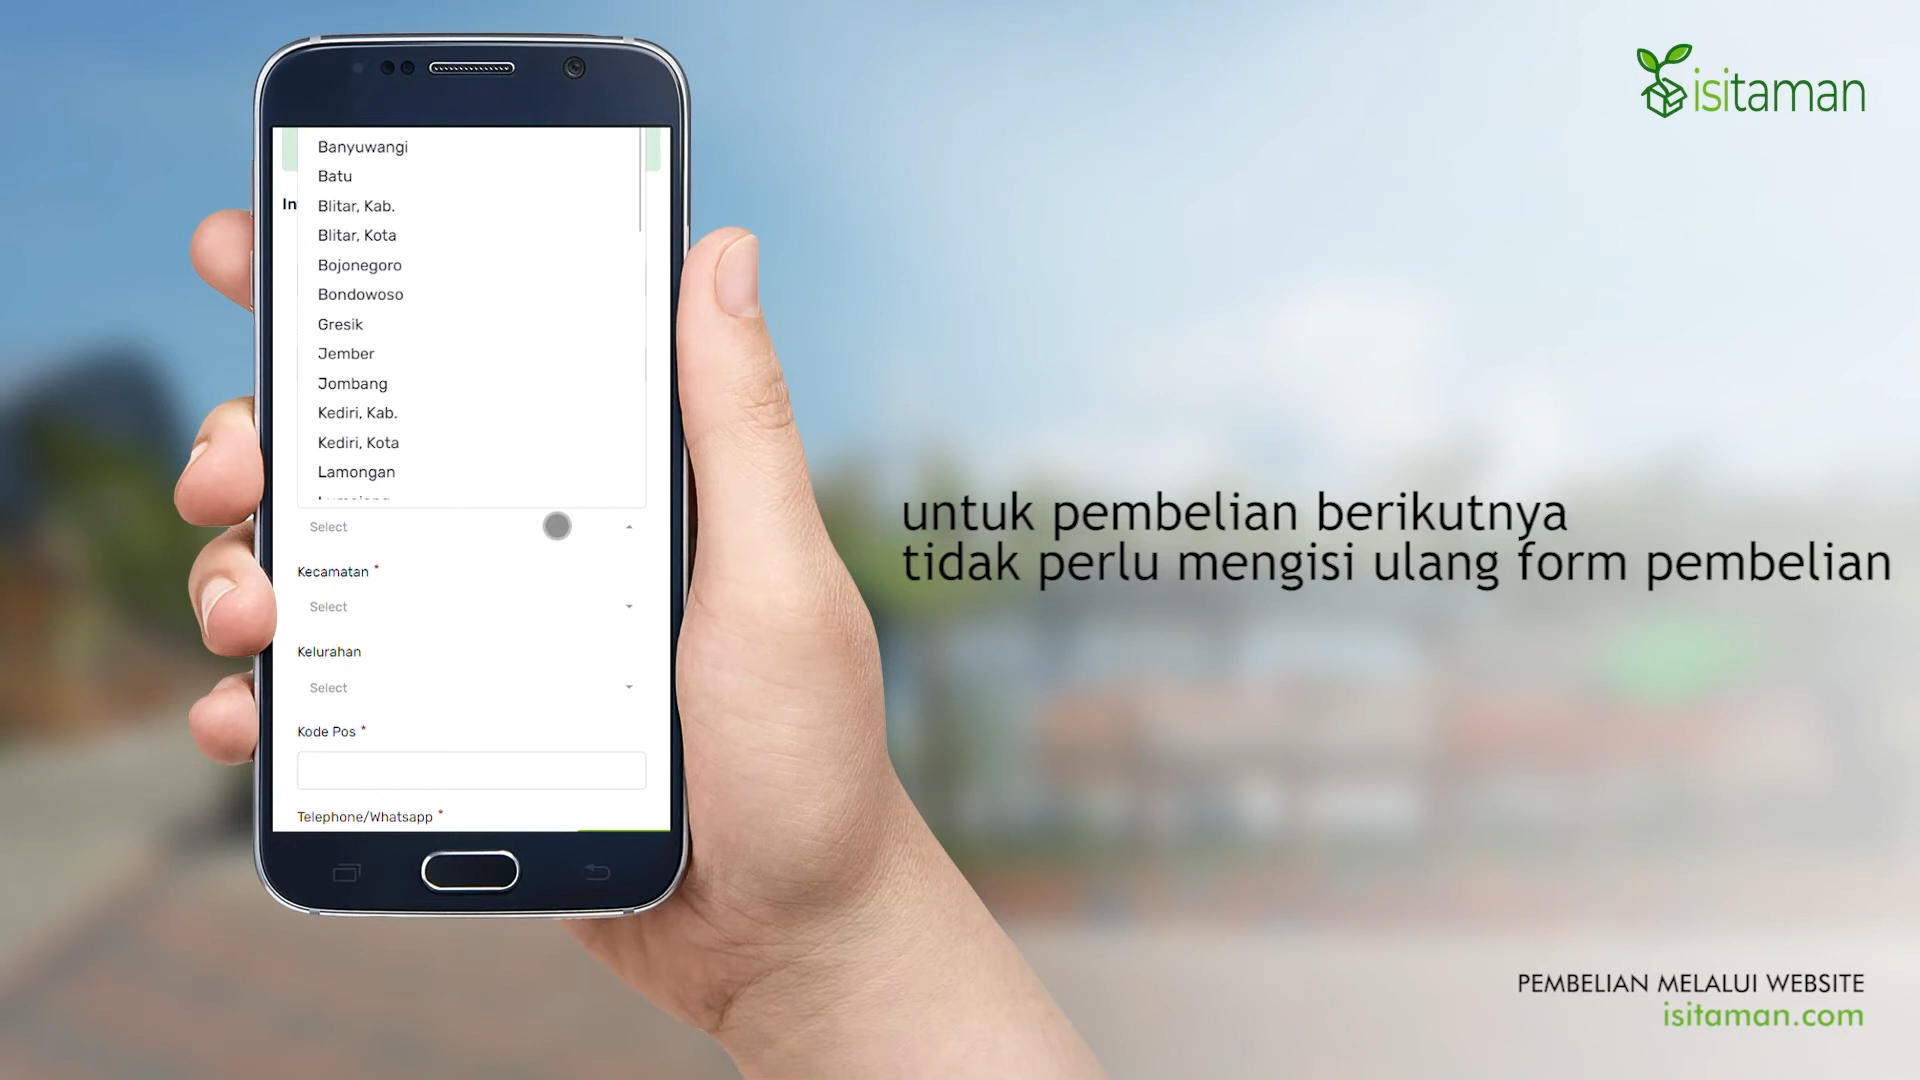 isitaman
Banyuwangi
Batu
In
Blitar, Kab.
Blitar, Kota
Bojonegoro
Bondowoso
Gresik
Jember
Jombang
Kediri, Kab.
Kediri, Kota
Lamongan
Select
Kecamatan *
Select
Kelurahan
Select
Kode Pos *
Telephone/Whatsapp *
untuk pembelian berikutnya
tidak perlu mengisi ulang form pembelian
PEMBELIAN MELALUI WEBSITE
isitaman.com